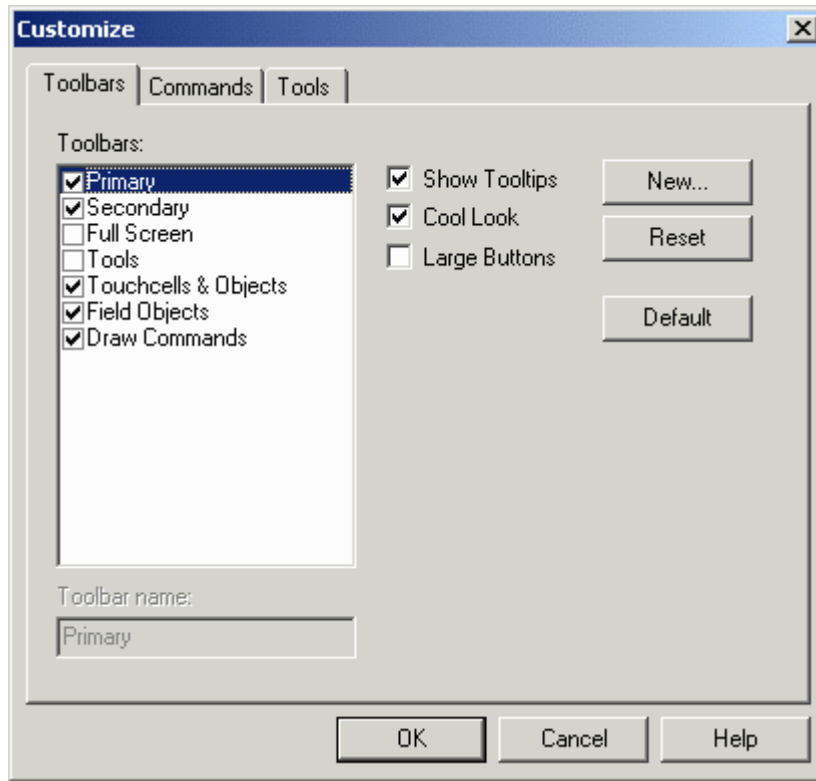 Customize
Toolbars Commands Tools
Toolbars:
Primary
Secondary
Full Screen
Tools
Touchcells & Objects
Field Objects
Draw Commands
Show Tooltips
Cool Look
Large Buttons
New...
Reset
Default
Toolbar name:
Primary
OK Cancel Help